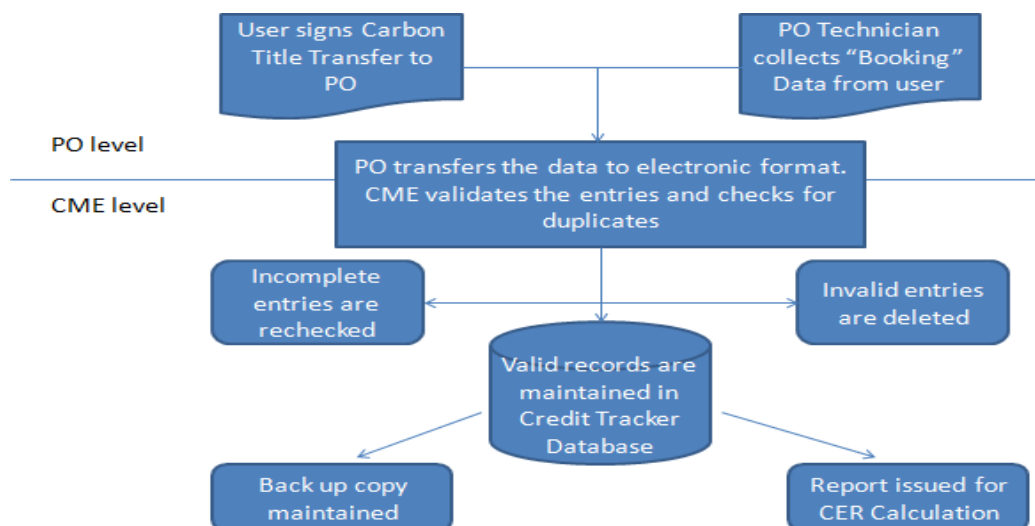 User signs Carbon
Title Transfer to
PO
PO Technician
collects “Booking”
Data from user
PO level
PO transfers the data to electronic format.
CME validates the entries and checks for
duplicates
CME level
Incomplete
entries are
rechecked
Invalid entries
are deleted
Valid records are
maintained in
Credit Tracker
Database
Back up copy
maintained
Report issued for
CER Calculation